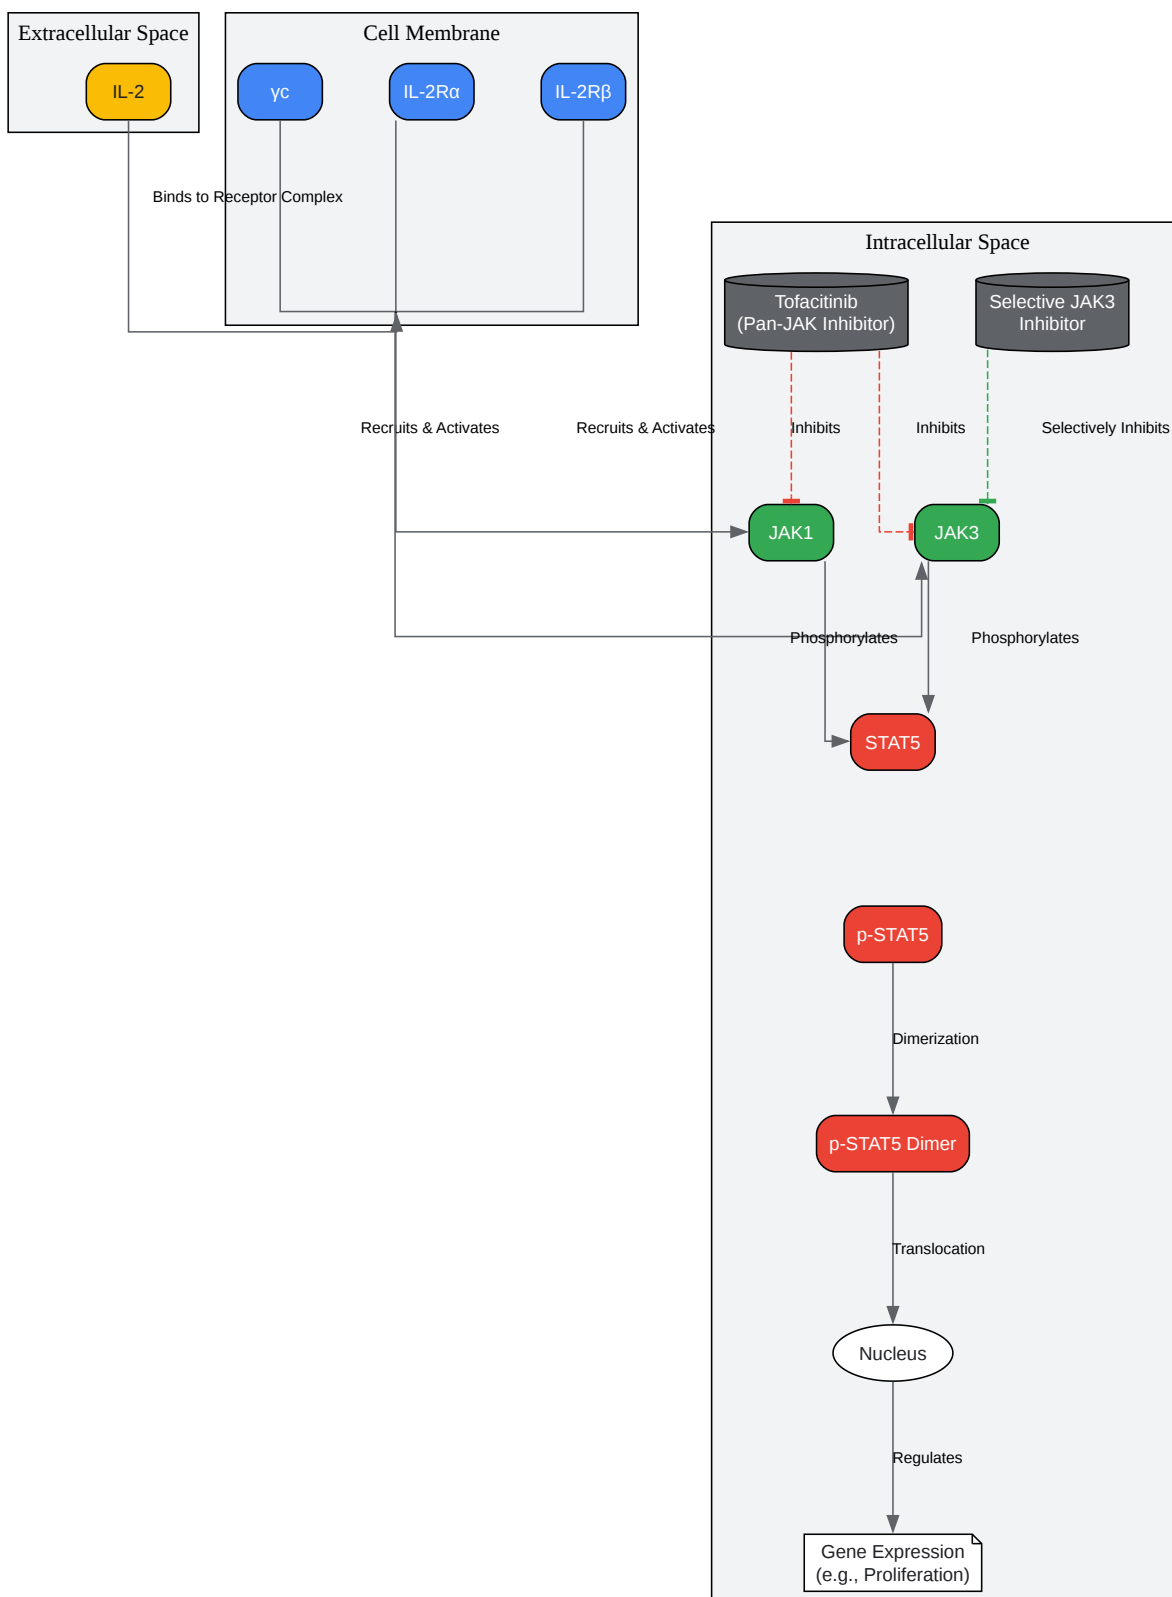 Extracellular Space
Cell Membrane
IL-2
γc
IL-2Rα
IL-2Rβ
Binds to Receptor Complex
Intracellular Space
Tofacitinib
(Pan-JAK Inhibitor)
Selective JAK3
Inhibitor
Recruits & Activates
Recruits & Activates
Inhibits
Inhibits
Selectively Inhibits
JAK1
JAK3
Phosphorylates
Phosphorylates
STAT5
p-STAT5
Dimerization
p-STAT5 Dimer
Translocation
Nucleus
Regulates
Gene Expression
(e.g., Proliferation)